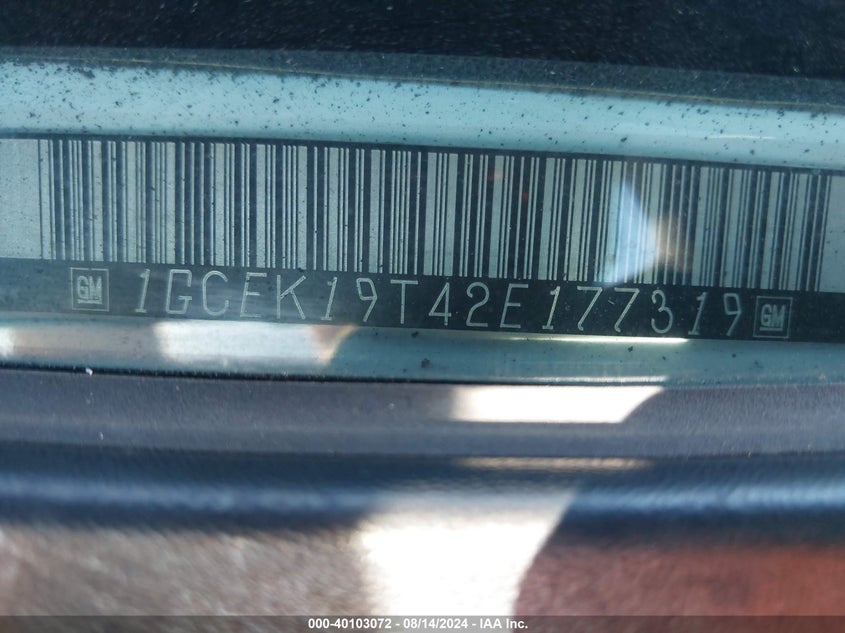 GM 1GCEK19T42E177319 GM
000-40103072 - 08/14/2024 - IAA Inc.